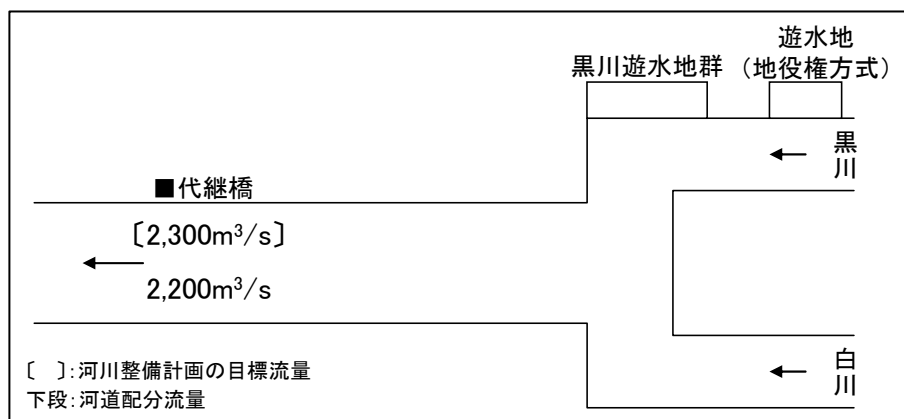 遊水地
黒川遊水地群
（地役権方式）
黒川
■代継橋
〔2,300m³/s〕
2,200m³/s
白川
〔　〕：河川整備計画の目標流量
下段：河道配分流量